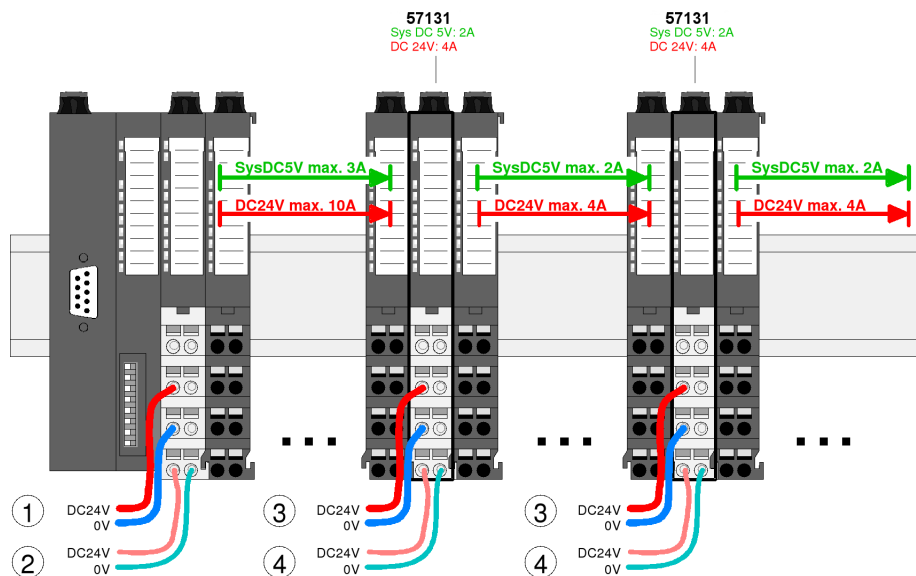 57131
Sys DC 5V: 2A
DC 24V: 4A
57131
Sys DC 5V: 2A
DC 24V: 4A
SysDC5V max. 3A
SysDC5V max. 2A
SysDC5V max. 2A
DC24V max. 10A
DC24V max. 4A
DC24V max. 4A
1
DC24V
0V
3
DC24V
0V
3
DC24V
0V
2
DC24V
0V
4
DC24V
0V
4
DC24V
0V